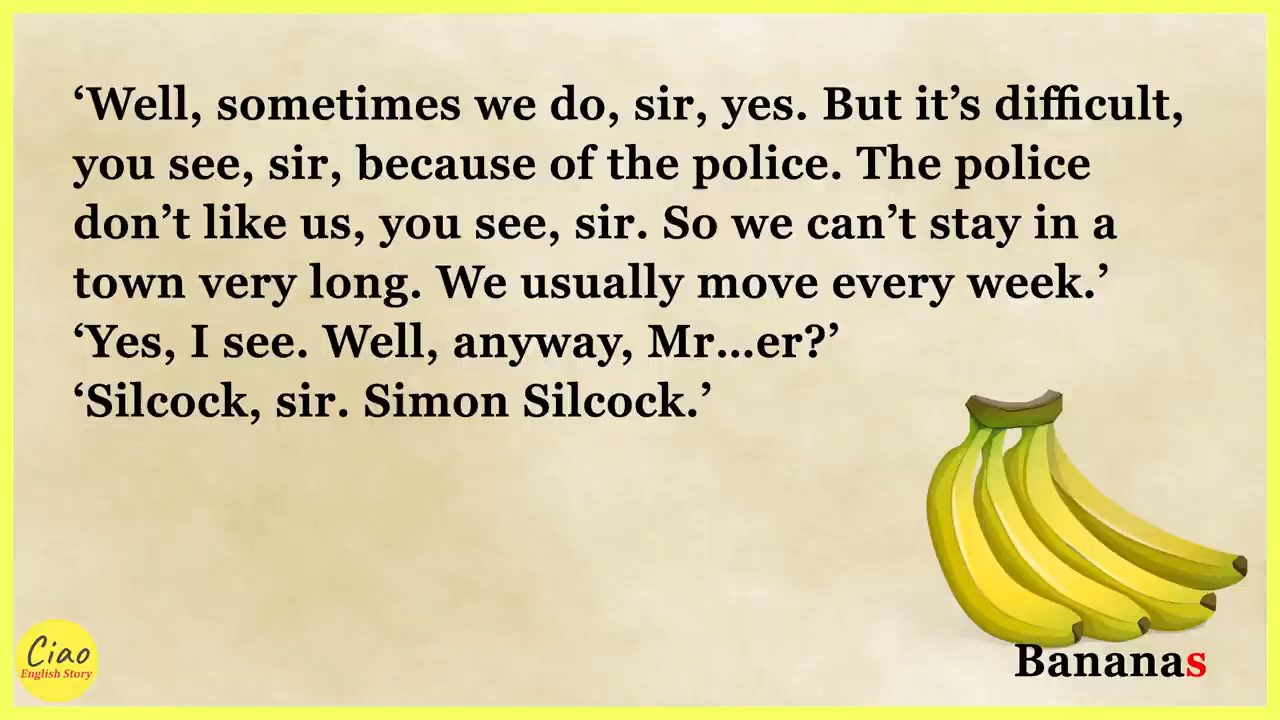 ‘Well, sometimes we do, sir, yes. But it’s difficult,
you see, sir, because of the police. The police
don’t like us, you see, sir. So we can’t stay in a
town very long. We usually move every week.’
‘Yes, I see. Well, anyway, Mr...er?’
‘Silcock, sir. Simon Silcock.’
Bananas
Ciao
English Story